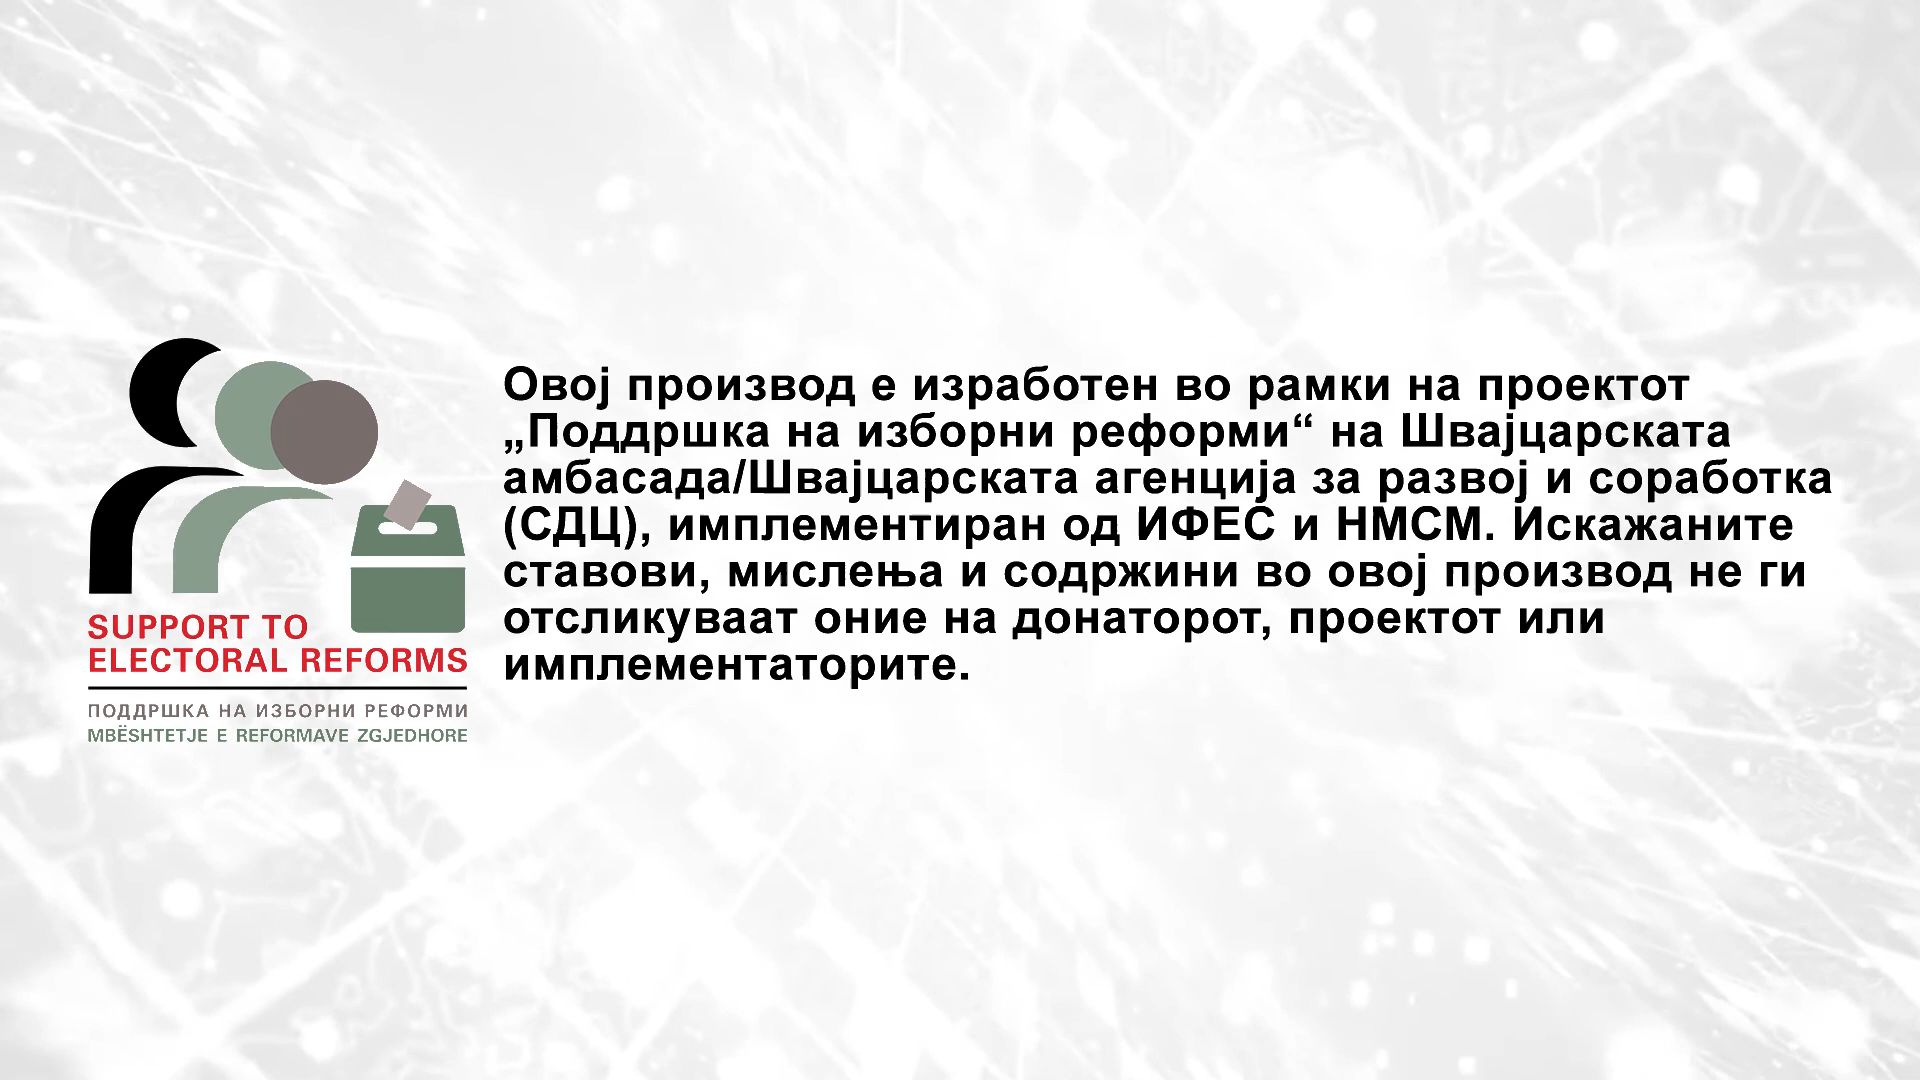 SUPPORT TO
ELECTORAL REFORMS
ПОДДРШКА НА ИЗБОРНИ РЕФОРМИ
MBËSHTETJE E REFORMAVE ZGJEDHORE
Овој производ е изработен во рамки на проектот
„Поддршка на изборни реформи“ на Швајцарската
амбасада/Швајцарската агенција за развој и соработка
(СДЦ), имплементиран од ИФЕС и НМСМ. Искажаните
ставови, мислења и содржини во овој производ не ги
отсликуваат оние на донаторот, проектот или
имплементаторите.